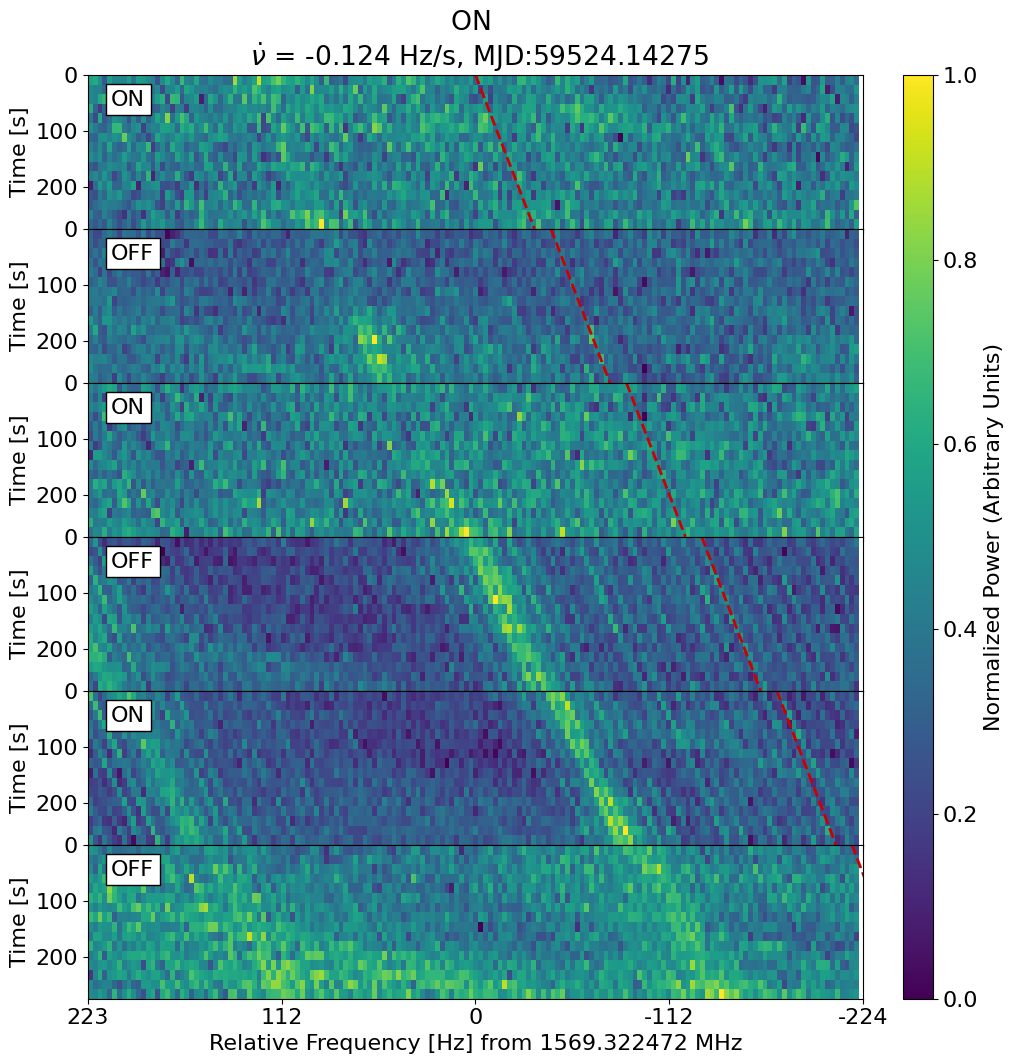 ON
ν̇ = -0.124 Hz/s, MJD:59524.14275
0
ON
100
200
Time [s]
0
OFF
100
200
Time [s]
0
ON
100
200
Time [s]
0
OFF
100
200
Time [s]
0
ON
100
200
Time [s]
0
OFF
100
200
Time [s]
223 112 0 -112 -224
Relative Frequency [Hz] from 1569.322472 MHz
1.0
0.8
0.6
0.4
0.2
0.0
Normalized Power (Arbitrary Units)